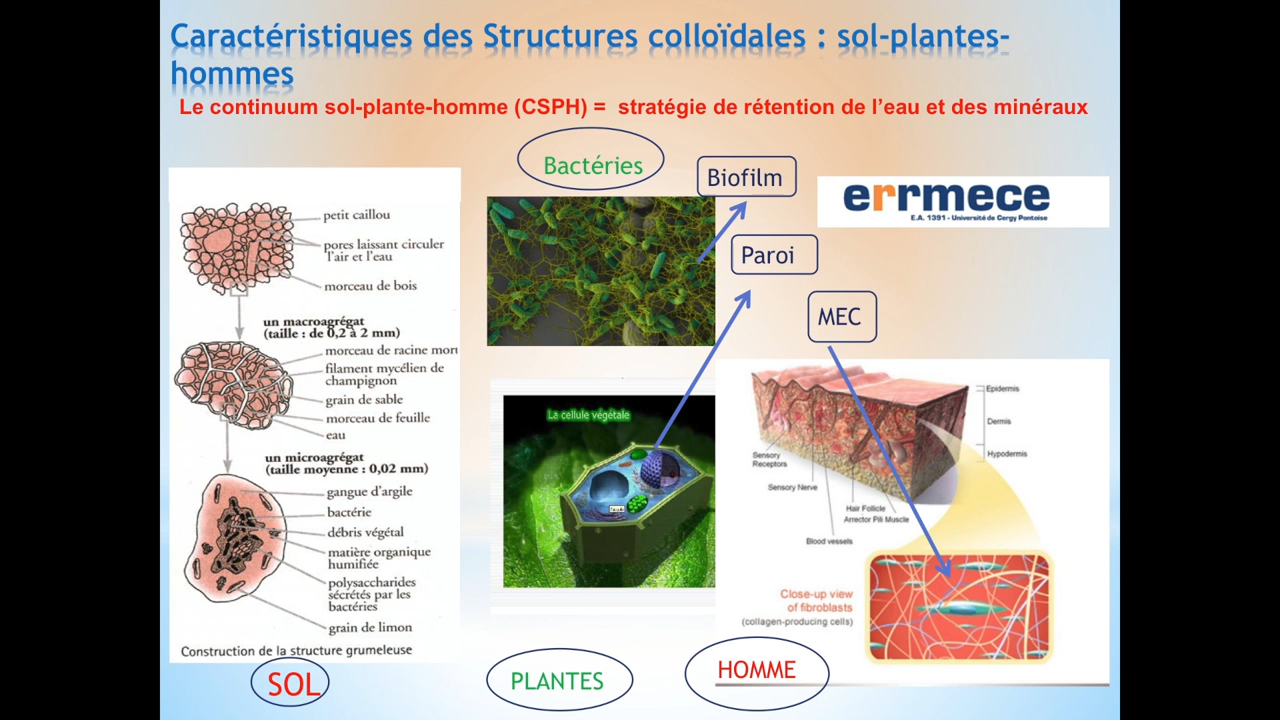 Caractéristiques des Structures colloïdales : sol-plantes-
hommes
Le continuum sol-plante-homme (CSPH) = stratégie de rétention de l'eau et des minéraux
Bactéries
Biofilm
errmece
E.A. 1391 - Université de Cergy Pontoise
Paroi
MEC
petit caillou
pores laissant circuler
l'air et l'eau
morceau de bois
un macroagrégat
(taille : de 0,2 à 2 mm)
morceau de racine mort
filament mycélien de
champignon
grain de sable
morceau de feuille
eau
un microagrégat
(taille moyenne : 0,02 mm)
gangue d'argile
bactérie
débris végétal
matière organique
humifiée
polysaccharides
sécrétés par les
bactéries
grain de limon
Construction de la structure grumeleuse
La cellule végétale
Epidermis
Dermis
Hypodermis
Sensory
Receptors
Sensory Nerve
Hair Follicle
Arrector Pili Muscle
Blood vessels
Close-up view
of fibroblasts
(collagen-producing cells)
SOL
PLANTES
HOMME